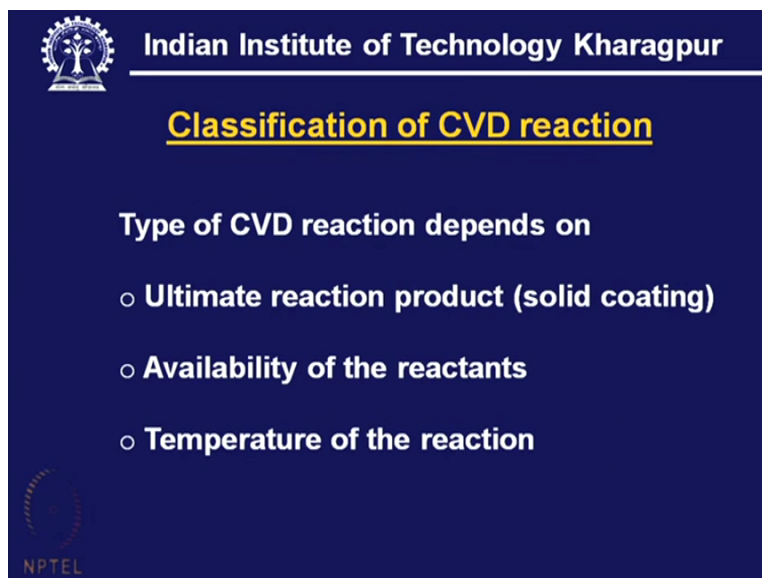 Indian Institute of Technology Kharagpur
Classification of CVD reaction
Type of CVD reaction depends on
o Ultimate reaction product (solid coating)
o Availability of the reactants
o Temperature of the reaction
NPTEL